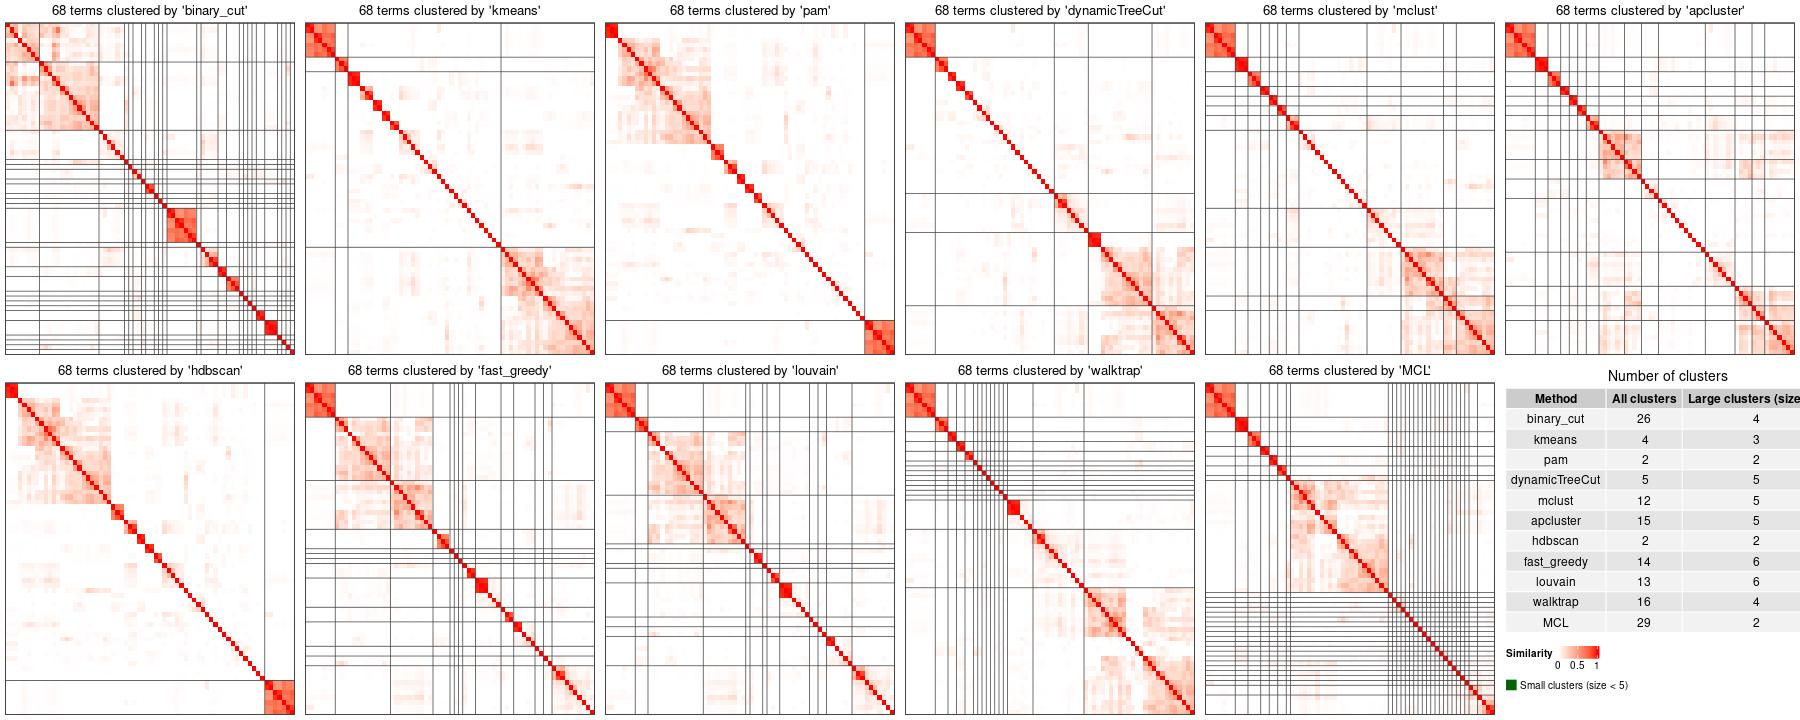 68 terms clustered by 'binary_cut'
68 terms clustered by 'kmeans'
68 terms clustered by 'pam'
68 terms clustered by 'dynamicTreeCut'
68 terms clustered by 'mclust'
68 terms clustered by 'apcluster'
68 terms clustered by 'hdbscan'
68 terms clustered by 'fast_greedy'
68 terms clustered by 'louvain'
68 terms clustered by 'walktrap'
68 terms clustered by 'MCL'
Number of clusters
Method All clusters Large clusters (size
binary_cut 26 4
kmeans 4 3
pam 2 2
dynamicTreeCut 5 5
mclust 12 5
apcluster 15 5
hdbscan 2 2
fast_greedy 14 6
louvain 13 6
walktrap 16 4
MCL 29 2
Similarity
0 0.5 1
Small clusters (size < 5)